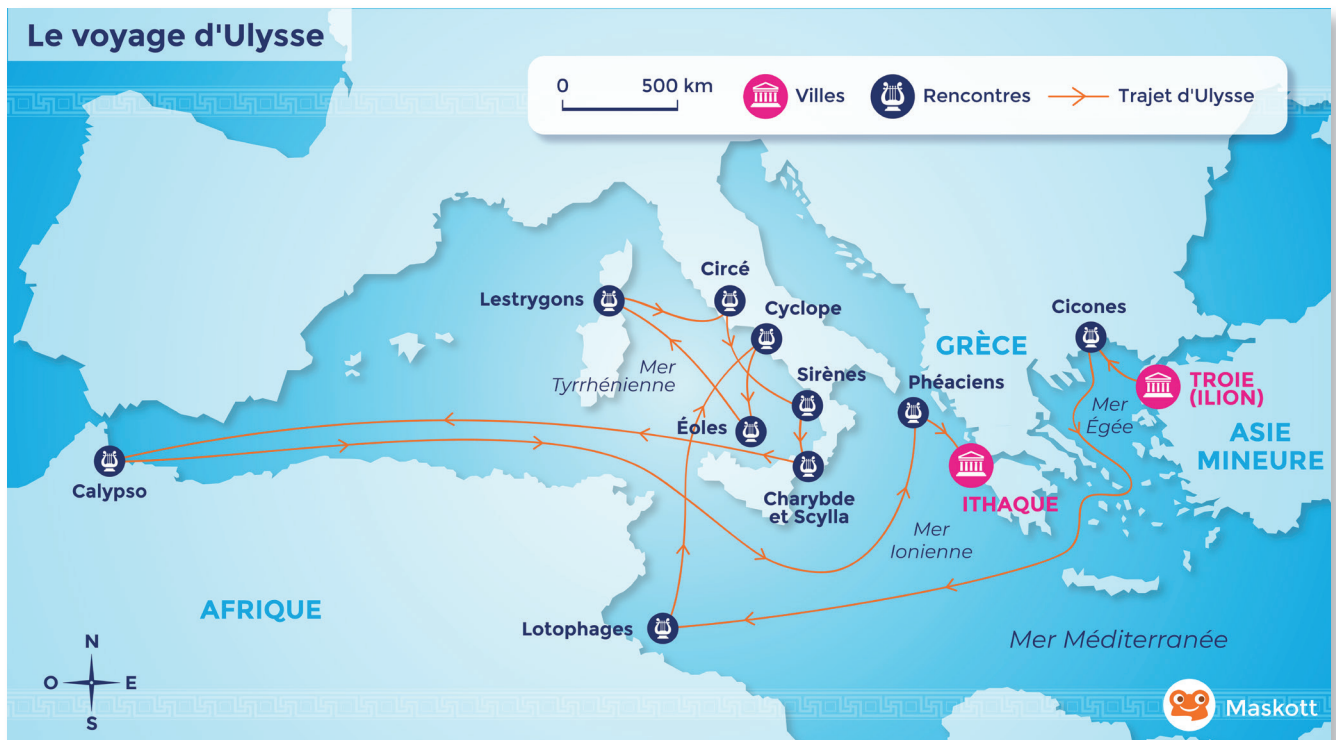 Le voyage d'Ulysse
0 500 km
Villes
Rencontres
Trajet d'Ulysse
Circé
Lestrygons
Cyclope
Cicones
GRÈCE
Mer
Tyrrhénienne
Sirènes
Phéaciens
TROIE
(ILION)
Mer
Égée
Éoles
ASIE
MINEURE
Calypso
Charybde
et Scylla
ITHAQUE
Mer
Ionienne
AFRIQUE
Lotophages
Mer Méditerranée
N
O E
S
Maskott